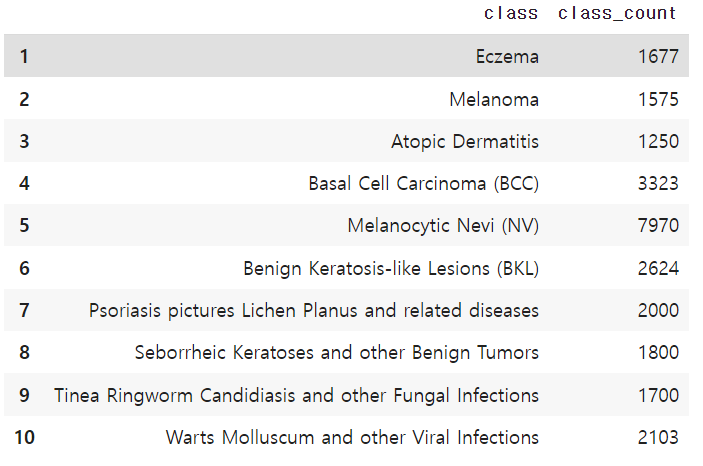 class class_count
1 Eczema 1677
2 Melanoma 1575
3 Atopic Dermatitis 1250
4 Basal Cell Carcinoma (BCC) 3323
5 Melanocytic Nevi (NV) 7970
6 Benign Keratosis-like Lesions (BKL) 2624
7 Psoriasis pictures Lichen Planus and related diseases 2000
8 Seborrheic Keratoses and other Benign Tumors 1800
9 Tinea Ringworm Candidiasis and other Fungal Infections 1700
10 Warts Molluscum and other Viral Infections 2103